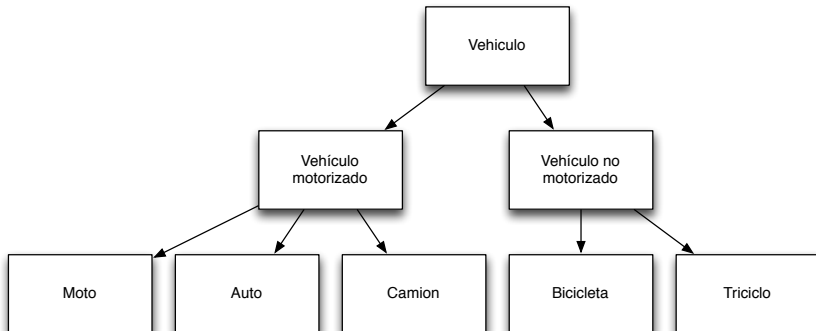 Vehiculo
Vehículo
motorizado
Vehículo no
motorizado
Moto
Auto
Camion
Bicicleta
Triciclo